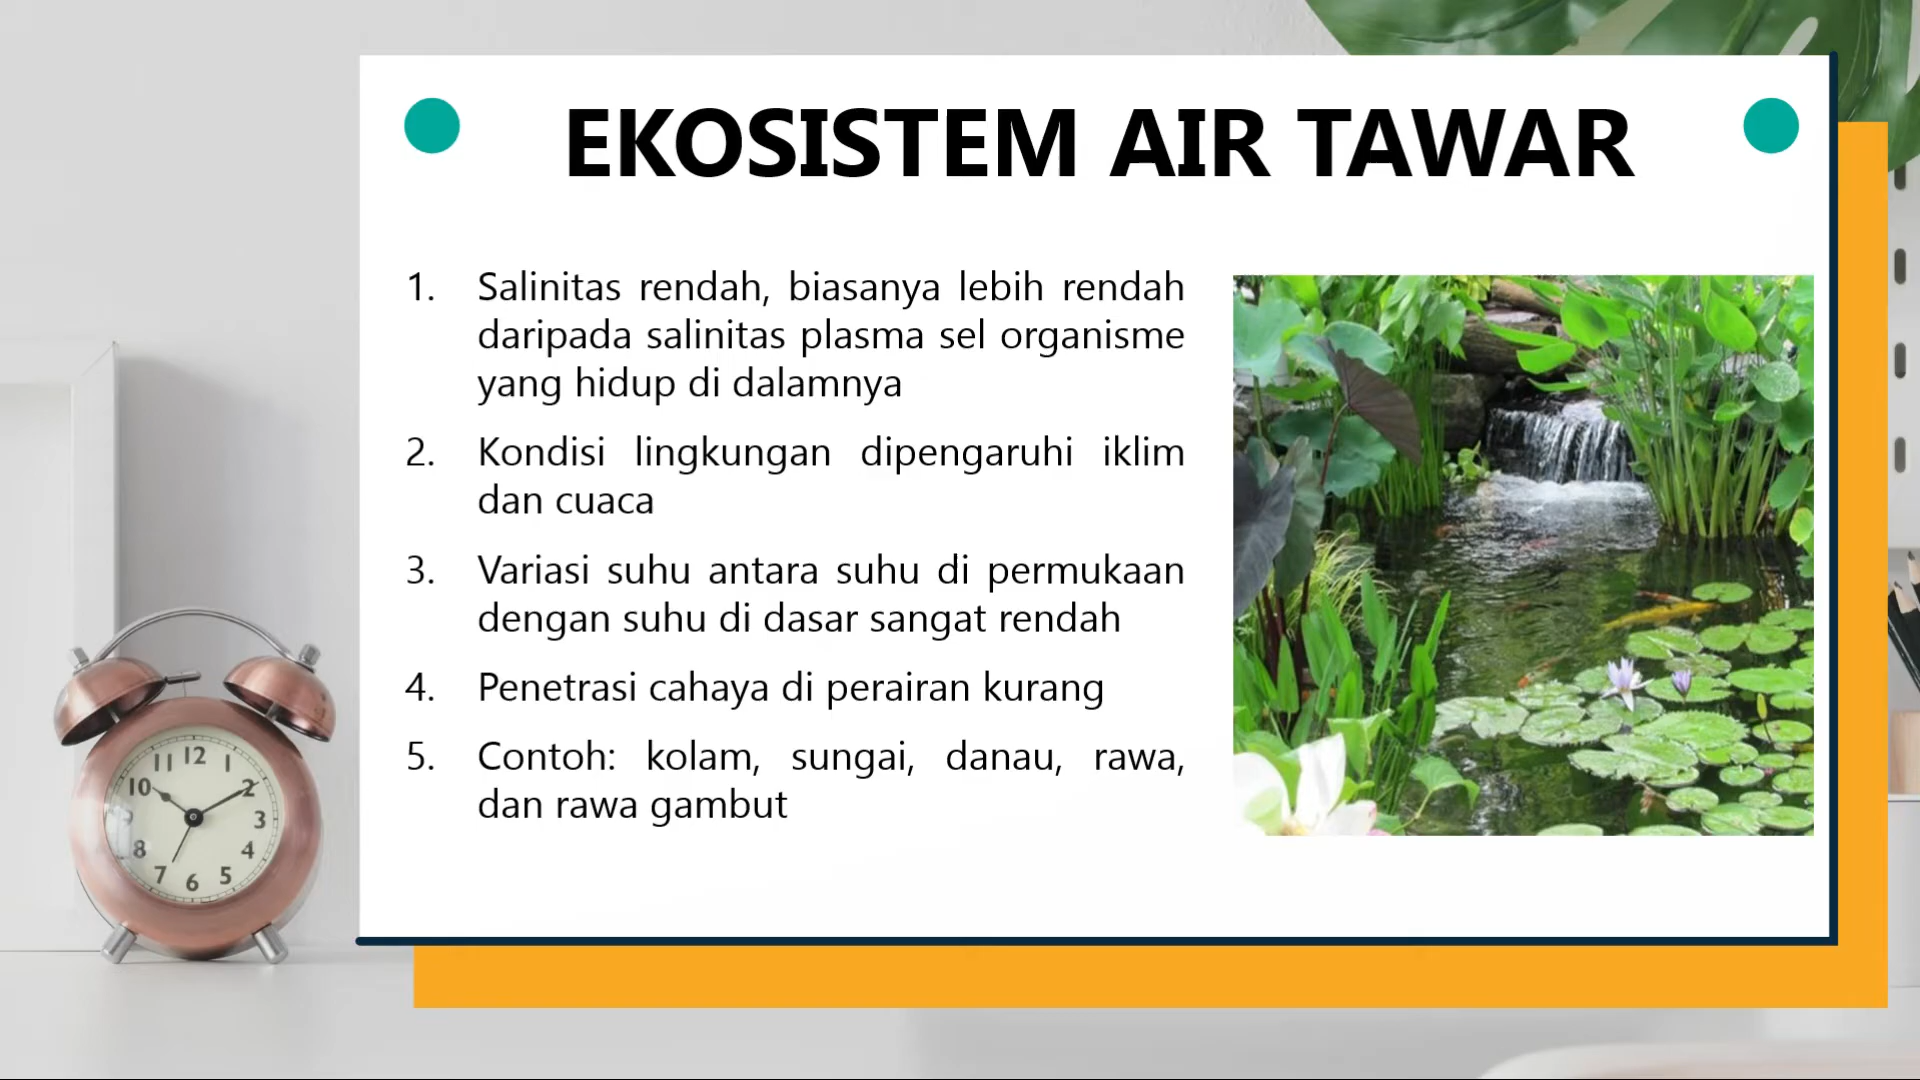 EKOSISTEM AIR TAWAR
1. Salinitas rendah, biasanya lebih rendah
daripada salinitas plasma sel organisme
yang hidup di dalamnya
2. Kondisi lingkungan dipengaruhi iklim
dan cuaca
3. Variasi suhu antara suhu di permukaan
dengan suhu di dasar sangat rendah
4. Penetrasi cahaya di perairan kurang
5. Contoh: kolam, sungai, danau, rawa,
dan rawa gambut
12
11 1
10 2
3
8 4
7 5
6